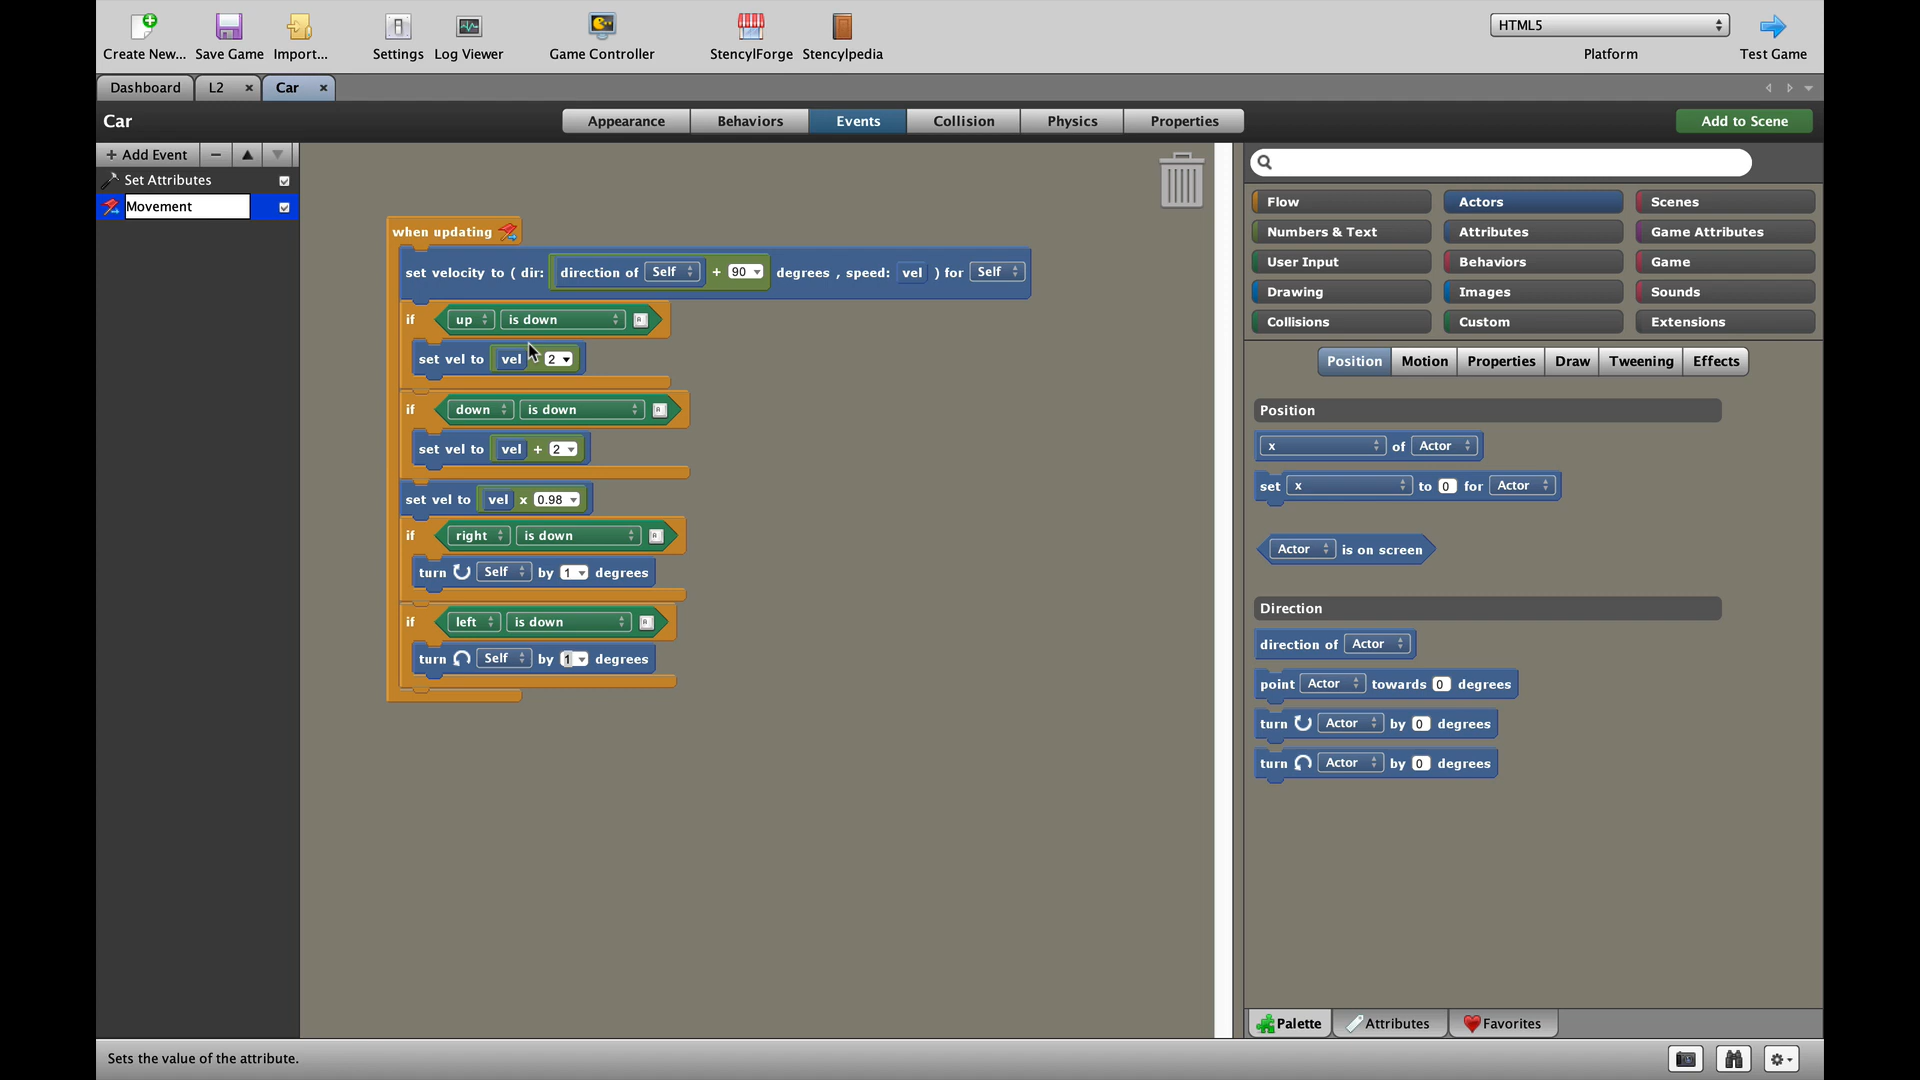 Create New... Save Game Import... Settings Log Viewer Game Controller StencylForge Stencylpedia HTML5 Platform Test Game
Dashboard L2 × Car ×
Car Appearance Behaviors Events Collision Physics Properties Add to Scene
+ Add Event
Set Attributes
Movement
when updating
set velocity to ( dir: direction of Self + 90 degrees , speed: vel ) for Self
if up is down
set vel to vel 2
if down is down
set vel to vel + 2
set vel to vel x 0.98
if right is down
turn Self by 1 degrees
if left is down
turn Self by 1 degrees
Flow Actors Scenes
Numbers & Text Attributes Game Attributes
User Input Behaviors Game
Drawing Images Sounds
Collisions Custom Extensions
Position Motion Properties Draw Tweening Effects
Position
x of Actor
set x to 0 for Actor
Actor is on screen
Direction
direction of Actor
point Actor towards 0 degrees
turn Actor by 0 degrees
turn Actor by 0 degrees
Palette Attributes Favorites
Sets the value of the attribute.